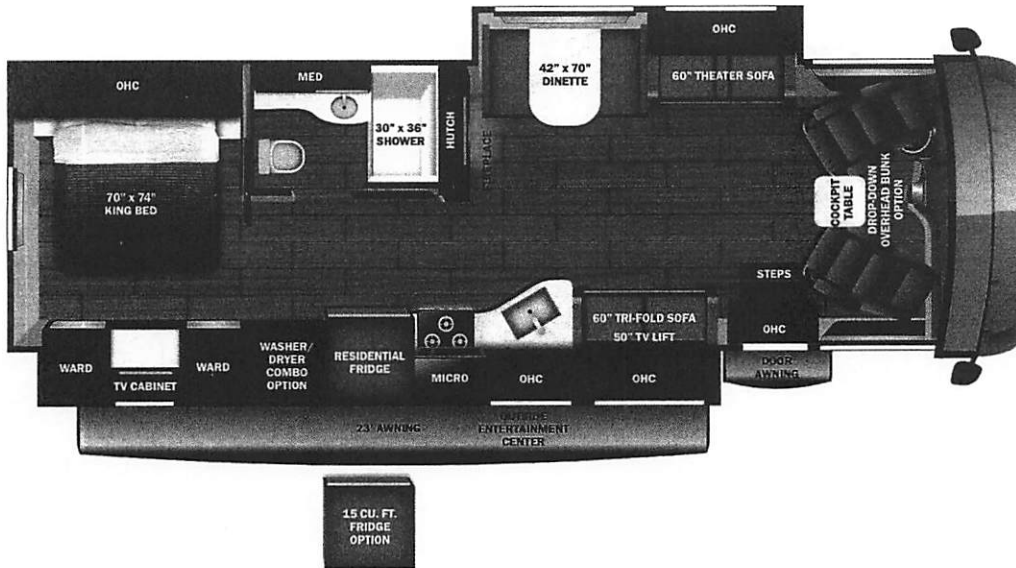 OHC
MED
30" x 36"
SHOWER
HUTCH
FIREPLACE
42" x 70"
DINETTE
OHC
60" THEATER SOFA
70" x 74"
KING BED
COCKPIT
TABLE
DROP-DOWN
OVERHEAD BUNK
OPTION
STEPS
OHC
DOOR
AWNING
WARD
TV CABINET
WARD
WASHER/
DRYER
COMBO
OPTION
RESIDENTIAL
FRIDGE
MICRO
OHC
60" TRI-FOLD SOFA
50" TV LIFT
OHC
23' AWNING
OUTSIDE
ENTERTAINMENT
CENTER
15 CU. FT.
FRIDGE
OPTION